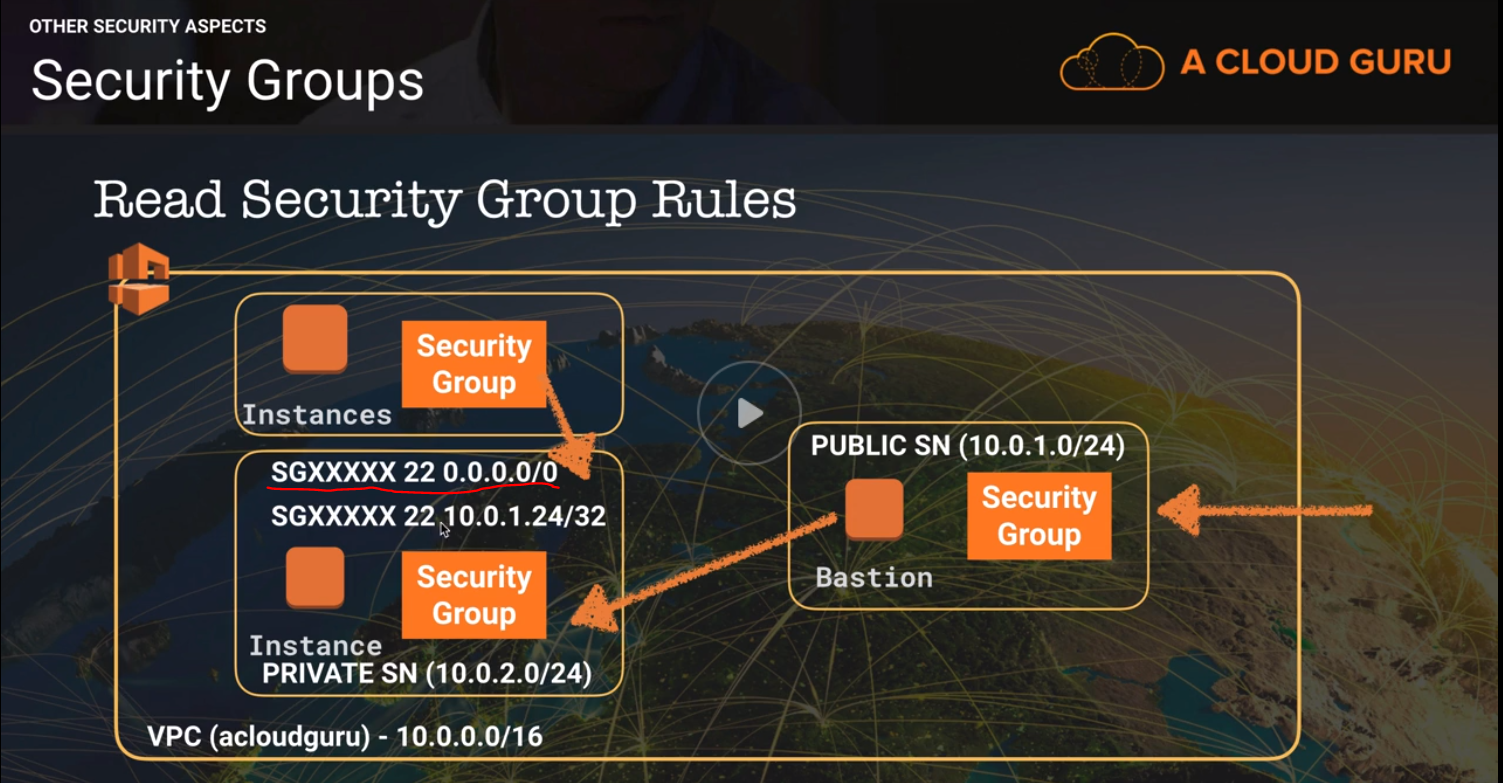 OTHER SECURITY ASPECTS
Security Groups
A CLOUD GURU
Read Security Group Rules
Security
Group
Instances
SGXXXXX 22 0.0.0.0/0
SGXXXXX 22 10.0.1.24/32
Security
Group
Instance
PRIVATE SN (10.0.2.0/24)
PUBLIC SN (10.0.1.0/24)
Security
Group
Bastion
VPC (acloudguru) - 10.0.0.0/16